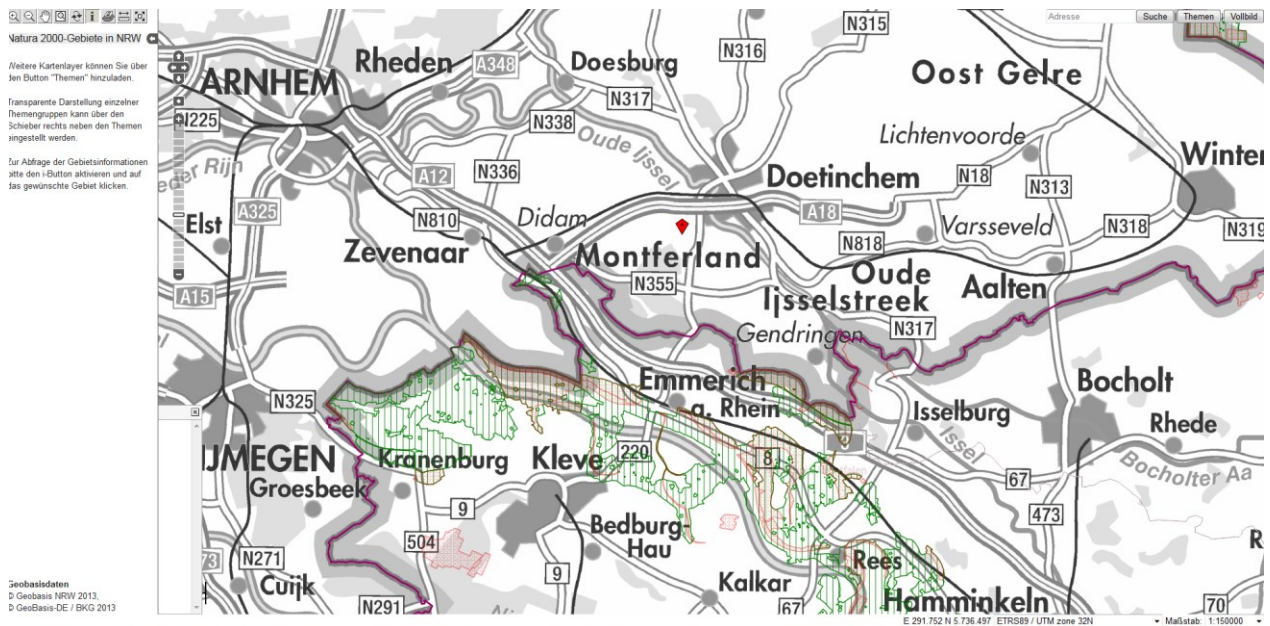 Natura 2000-Gebiete in NRW
Weitere Kartenlayer können Sie über
den Button "Themen" hinzuladen.
Transparente Darstellung einzelner
Themengruppen kann über den
Schieber rechts neben den Themen
eingestellt werden.
Zur Abfrage der Gebietsinformationen
bitte den i-Button aktivieren und auf
das gewünschte Gebiet klicken.
Adresse Suche Themen Vollbild
N315
N316
Rheden
A348
Doesburg
Oost Gelre
ARNHEM
N317
N225
N338
Oude Ijssel
Lichtenvoorde
Winter
A12
N336
Doetinchem
N18
N313
A325
N810
Didam
A18
Varsseveld
N318
N319
Elst
Zevenaar
Montferland
N818
A15
N355
Oude
Ijsselstreek
Aalten
Gendringen
N317
Emmerich
a. Rhein
Bocholt
N325
Isselburg
Rhede
IJMEGEN
Kranenburg
Kleve
220
8
Issel
Bocholter Aa
Groesbeek
9
67
Bedburg-
Hau
473
504
N271
9
Rees
Cuijk
Kalkar
Hamminkeln
N291
67
70
Geobasisdaten
© Geobasis NRW 2013,
© GeoBasis-DE / BKG 2013
E 291.752 N 5.736.497 ETRS89 / UTM zone 32N Maßstab: 1:150000